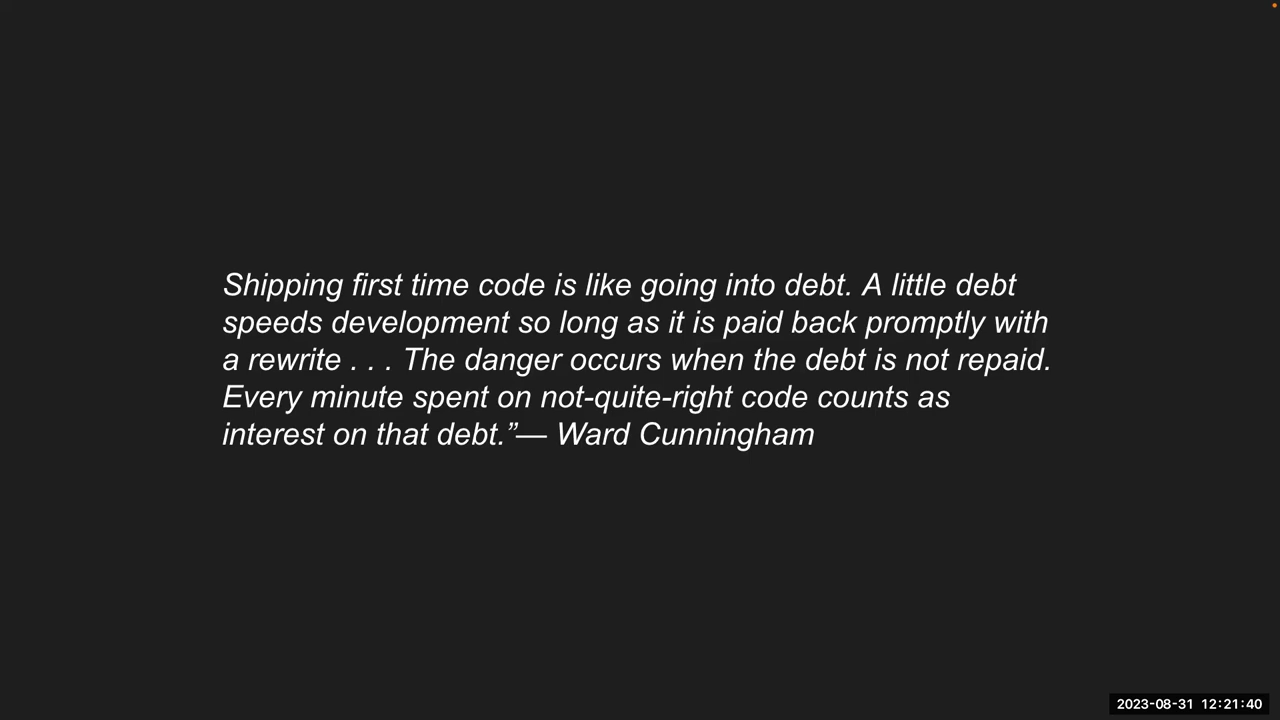 Shipping first time code is like going into debt. A little debt
speeds development so long as it is paid back promptly with
a rewrite . . . The danger occurs when the debt is not repaid.
Every minute spent on not-quite-right code counts as
interest on that debt.”— Ward Cunningham
2023-08-31 12:21:40